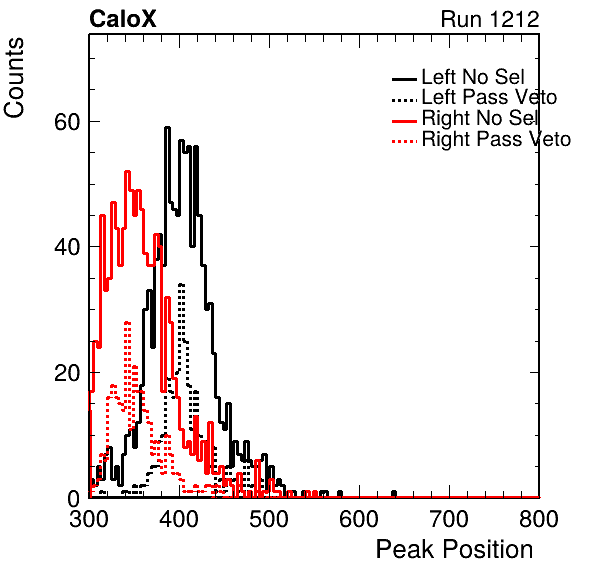 CaloX Run 1212
Counts
Left No Sel
Left Pass Veto
Right No Sel
Right Pass Veto
60
40
20
0
300 400 500 600 700 800
Peak Position